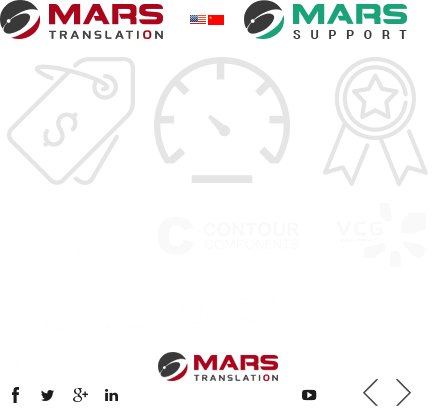 MARS
TRANSLATION
MARS
SUPPORT
$
CONTOUR
COMPONENTS
VCG
MARS
TRANSLATION